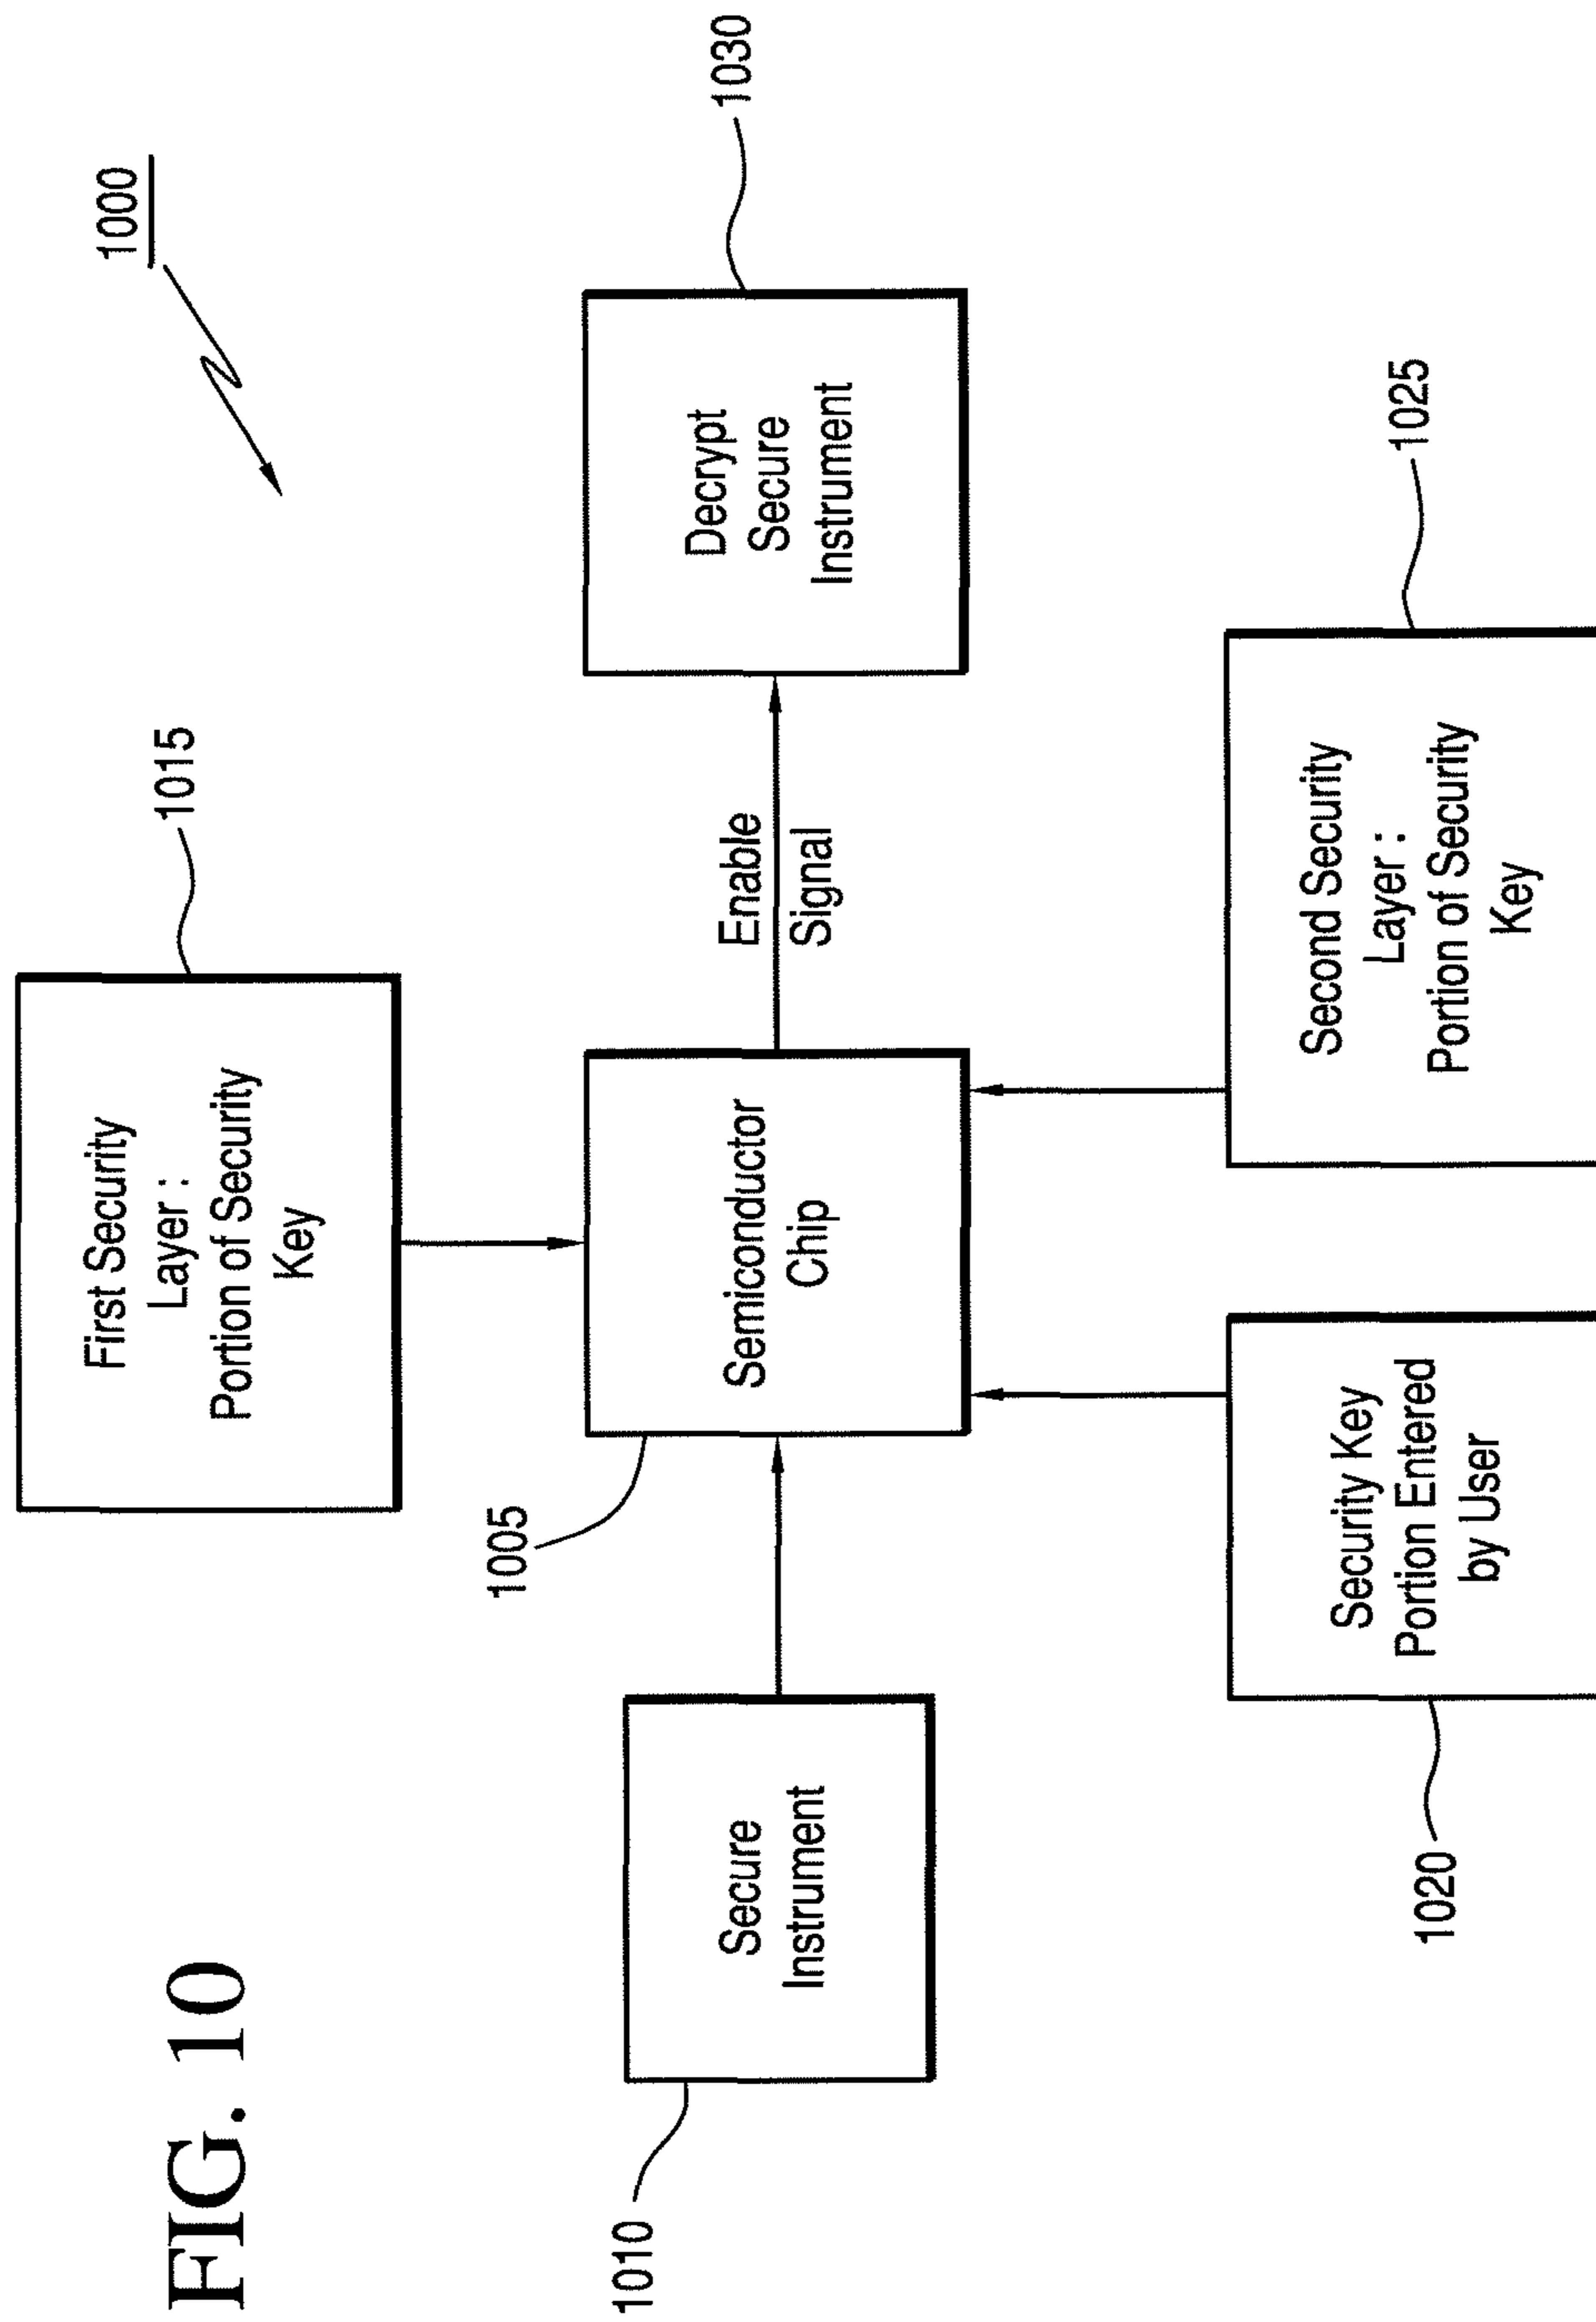 FIG. 10
1000
First Security
Layer :
Portion of Security
Key
1015
1005
Secure
Instrument
1010
Semiconductor
Chip
Enable
Signal
Decrypt
Secure
Instrument
1030
Security Key
Portion Entered
by User
1020
Second Security
Layer :
Portion of Security
Key
1025